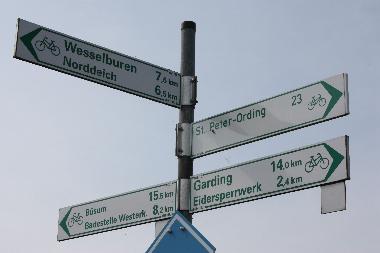 Wesselburen 7,6 km
Norddeich 6,5 km
St. Peter-Ording 23
Garding 14,0 km
Eidersperrwerk 2,4 km
Büsum 15,5 km
Badestelle Westerk. 8,2 km